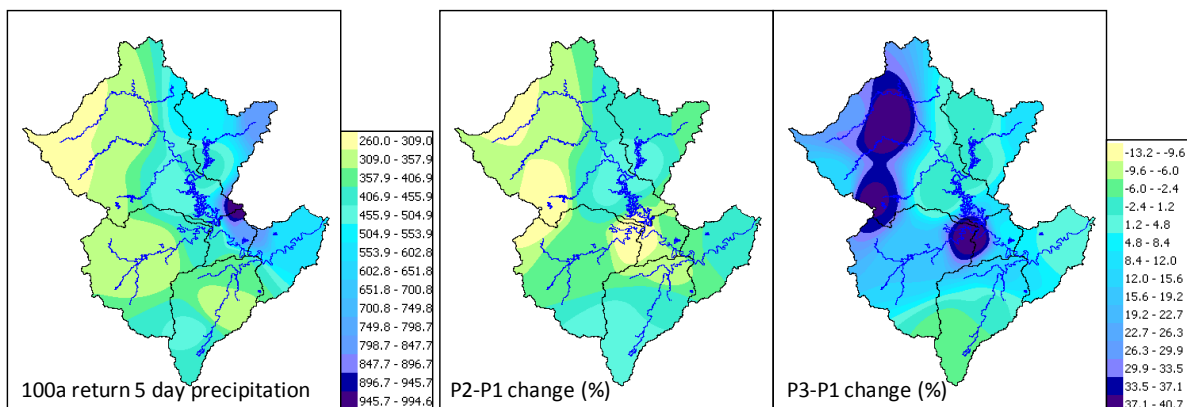 260.0 - 309.0
309.0 - 357.9
357.9 - 406.9
406.9 - 455.9
455.9 - 504.9
504.9 - 553.9
553.9 - 602.8
602.8 - 651.8
651.8 - 700.8
700.8 - 749.8
749.8 - 798.7
798.7 - 847.7
847.7 - 896.7
896.7 - 945.7
945.7 - 994.6
100a return 5 day precipitation
P2-P1 change (%)
P3-P1 change (%)
-13.2 - -9.6
-9.6 - -6.0
-6.0 - -2.4
-2.4 - 1.2
1.2 - 4.8
4.8 - 8.4
8.4 - 12.0
12.0 - 15.6
15.6 - 19.2
19.2 - 22.7
22.7 - 26.3
26.3 - 29.9
29.9 - 33.5
33.5 - 37.1
37.1 - 40.7